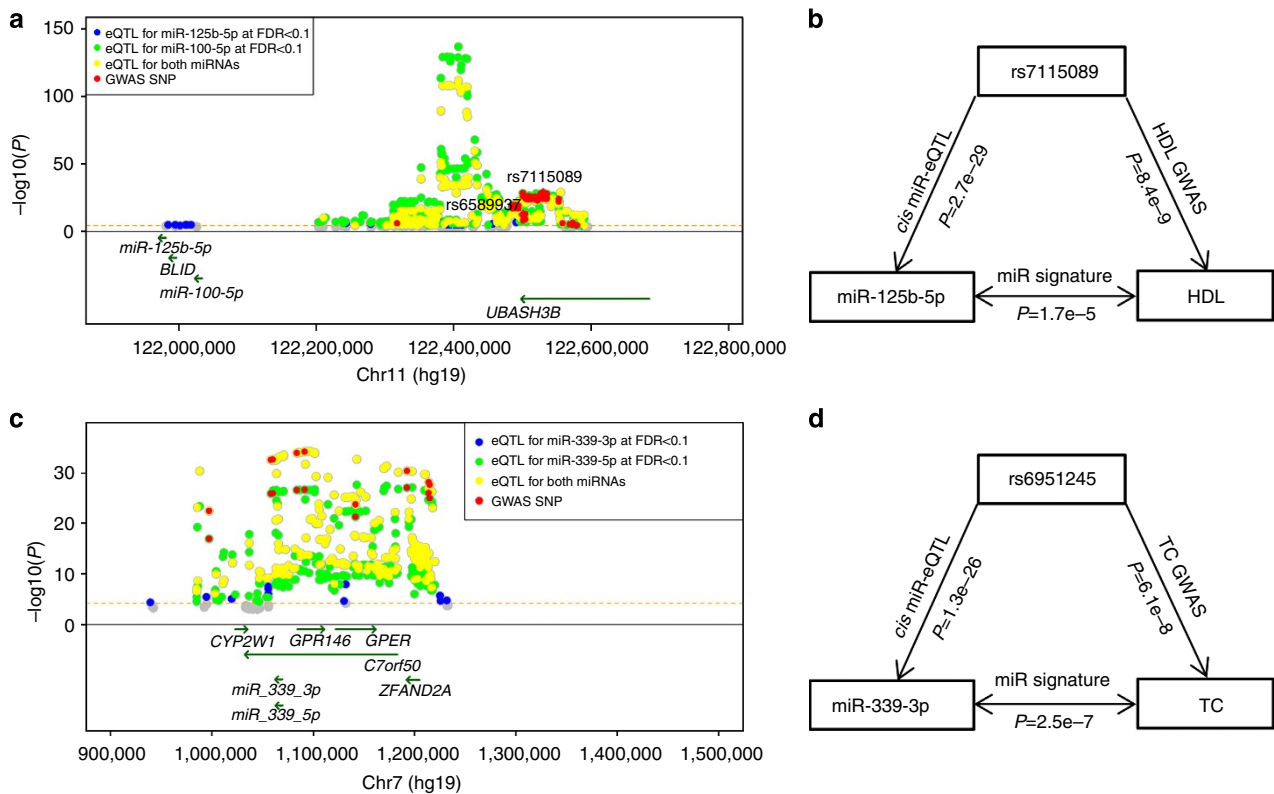 a
150
100
50
0
−log10(P)
eQTL for miR-125b-5p at FDR<0.1
eQTL for miR-100-5p at FDR<0.1
eQTL for both miRNAs
GWAS SNP
rs7115089
rs6589937
miR-125b-5p
BLID
miR-100-5p
UBASH3B
122,000,000 122,200,000 122,400,000 122,600,000 122,800,000
Chr11 (hg19)
b
rs7115089
cis miR-eQTL
P=2.7e−29
HDL GWAS
P=8.4e−9
miR-125b-5p
miR signature
P=1.7e−5
HDL
c
30
20
10
0
−log10(P)
eQTL for miR-339-3p at FDR<0.1
eQTL for miR-339-5p at FDR<0.1
eQTL for both miRNAs
GWAS SNP
CYP2W1 GPR146 GPER
C7orf50
miR_339_3p ZFAND2A
miR_339_5p
900,000 1,000,000 1,100,000 1,200,000 1,300,000 1,400,000 1,500,000
Chr7 (hg19)
d
rs6951245
cis miR-eQTL
P=1.3e−26
TC GWAS
P=6.1e−8
miR-339-3p
miR signature
P=2.5e−7
TC